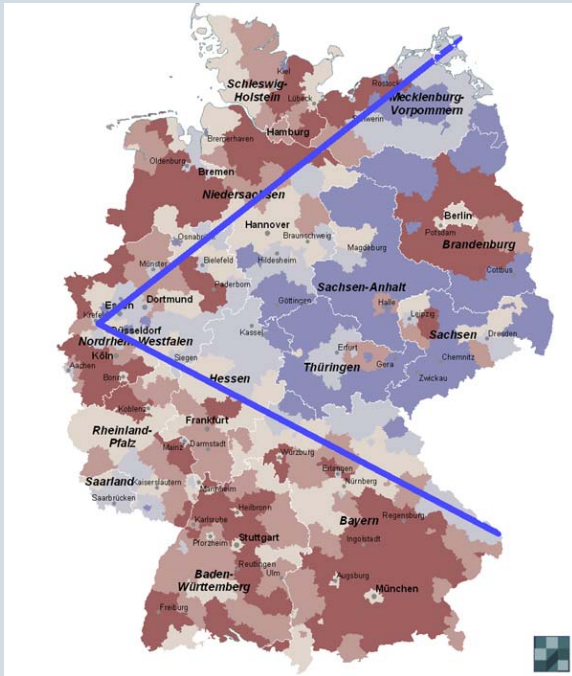 Kiel
Schleswig-
Holstein
Lübeck
Rostock
Mecklenburg-
Vorpommern
Schwerin
Hamburg
Bremerhaven
Oldenburg
Bremen
Niedersachsen
Berlin
Potsdam
Brandenburg
Hannover
Osnabrü
Braunschweig
Münster
Bielefeld
Hildesheim
Magdeburg
Cottbus
Paderborn
Sachsen-Anhalt
Essen
Dortmund
Göttingen
Halle
Krefeld
Leipzig
Düsseldorf
Kassel
Nordrhein-Westfalen
Sachsen
Dresden
Köln
Siegen
Erfurt
Chemnitz
Aachen
Thüringen
Gera
Bonn
Hessen
Zwickau
Koblenz
Frankfurt
Rheinland-
Pfalz
Mainz
Darmstadt
Würzburg
Erlangen
Saarland
Kaiserslautern
Mannheim
Nürnberg
Saarbrücken
Heilbronn
Regensburg
Karlsruhe
Bayern
Pforzheim
Stuttgart
Ingolstadt
Reutlingen
Baden-
Württemberg
Ulm
Augsburg
München
Freiburg